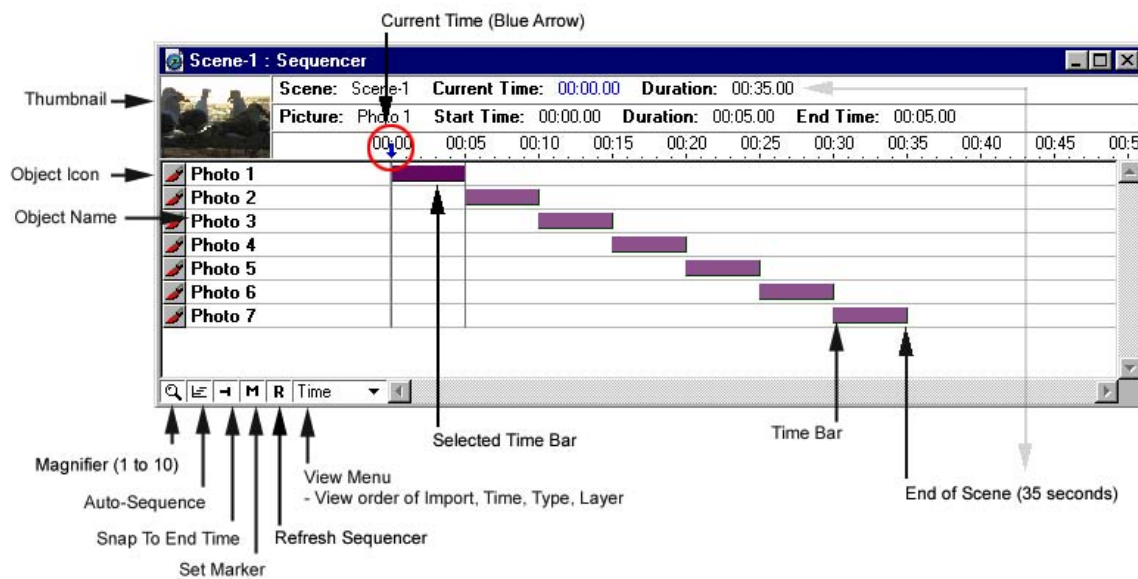 Current Time (Blue Arrow)
Scene-1 : Sequencer
Thumbnail
Scene: Scene-1 Current Time: 00:00.00 Duration: 00:35.00
Picture: Photo 1 Start Time: 00:00.00 Duration: 00:05.00 End Time: 00:05.00
00:00 00:05 00:10 00:15 00:20 00:25 00:30 00:35 00:40 00:45
Object Icon
Photo 1
Photo 2
Object Name
Photo 3
Photo 4
Photo 5
Photo 6
Photo 7
M R Time
Selected Time Bar
Time Bar
Magnifier (1 to 10)
View Menu
- View order of Import, Time, Type, Layer
End of Scene (35 seconds)
Auto-Sequence
Snap To End Time
Refresh Sequencer
Set Marker